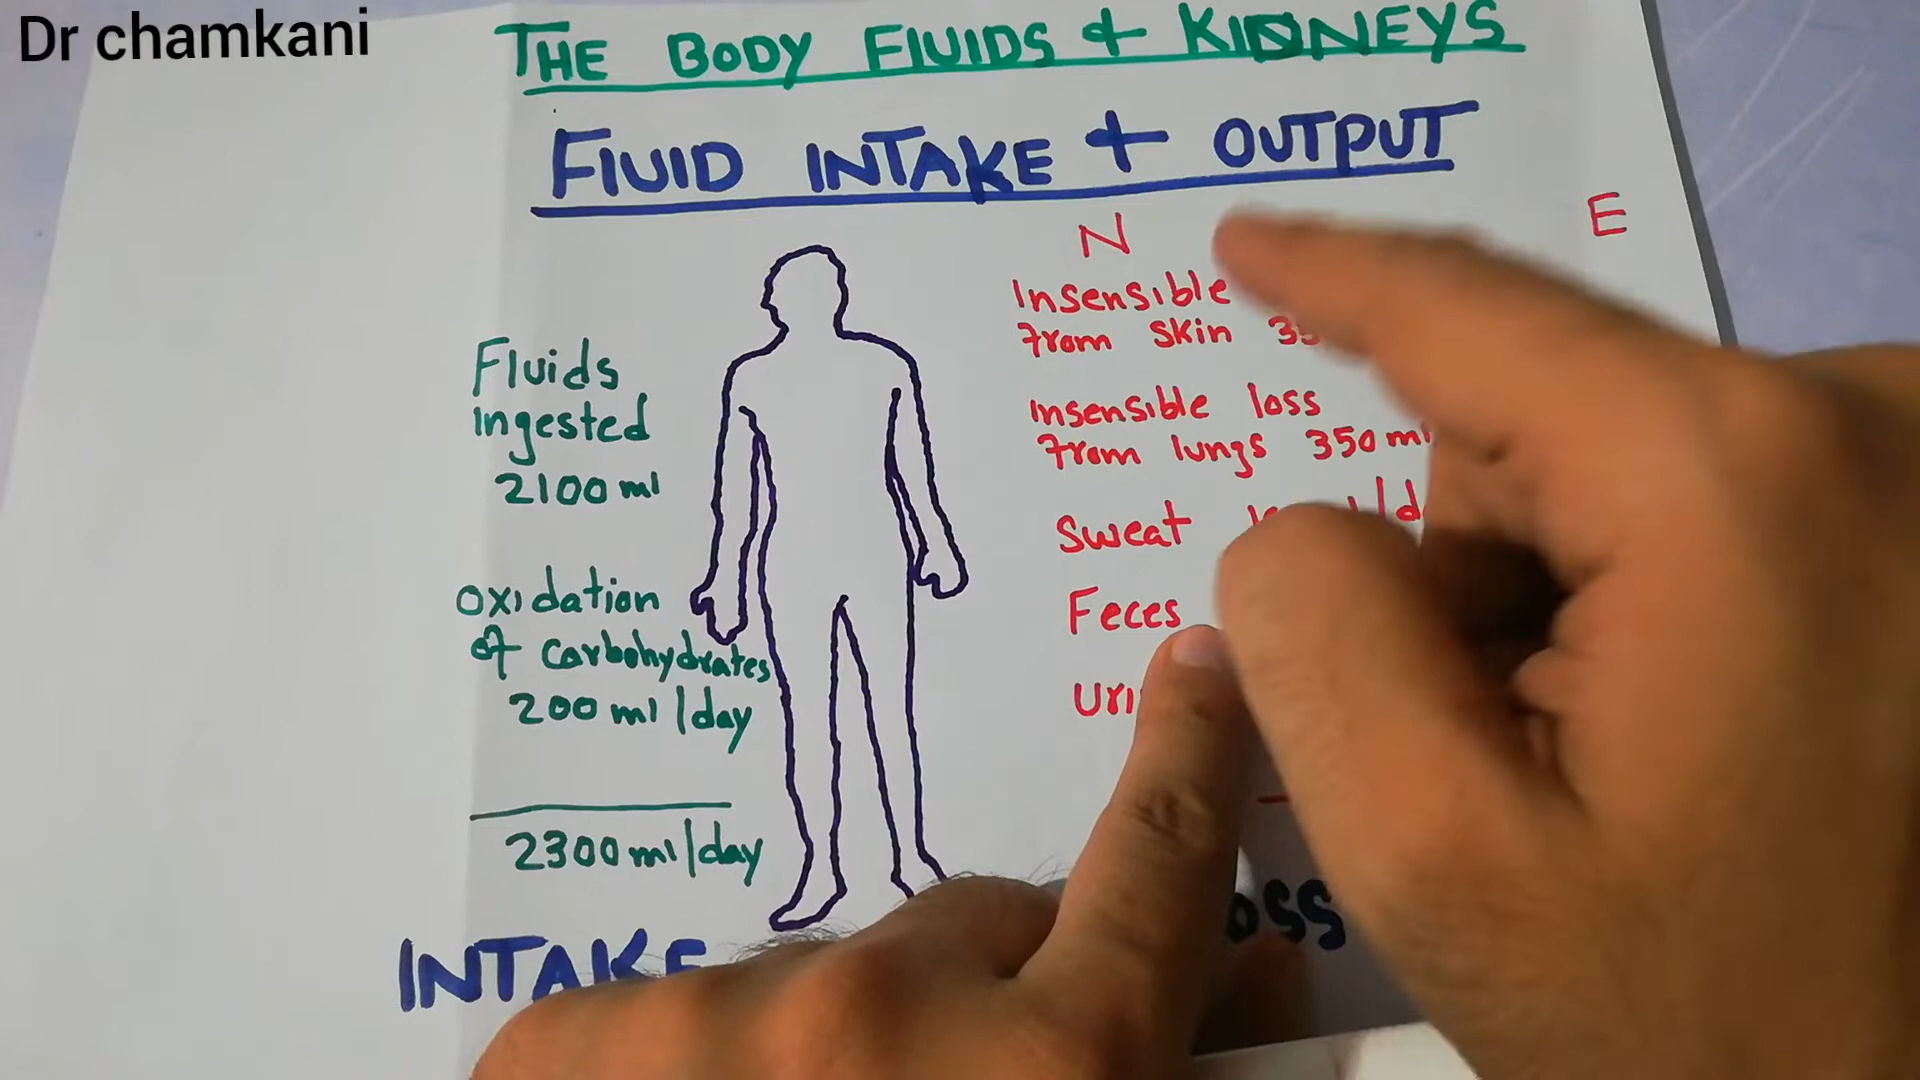 Dr chamkani
THE BODY FLUIDS + KIDNEYS
FLUID INTAKE + OUTPUT
N
E
Fluids
ingested
2100 ml
oxidation
of carbohydrates
200 ml/day
2300 ml/day
INTAKE
Insensible
from skin
Insensible loss
from lungs 350 ml
Sweat
Feces